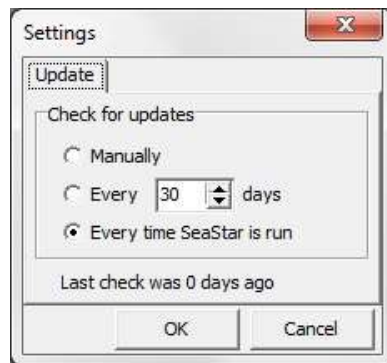 Settings
Update
Check for updates
Manually
Every 30 days
Every time SeaStar is run
Last check was 0 days ago
OK Cancel